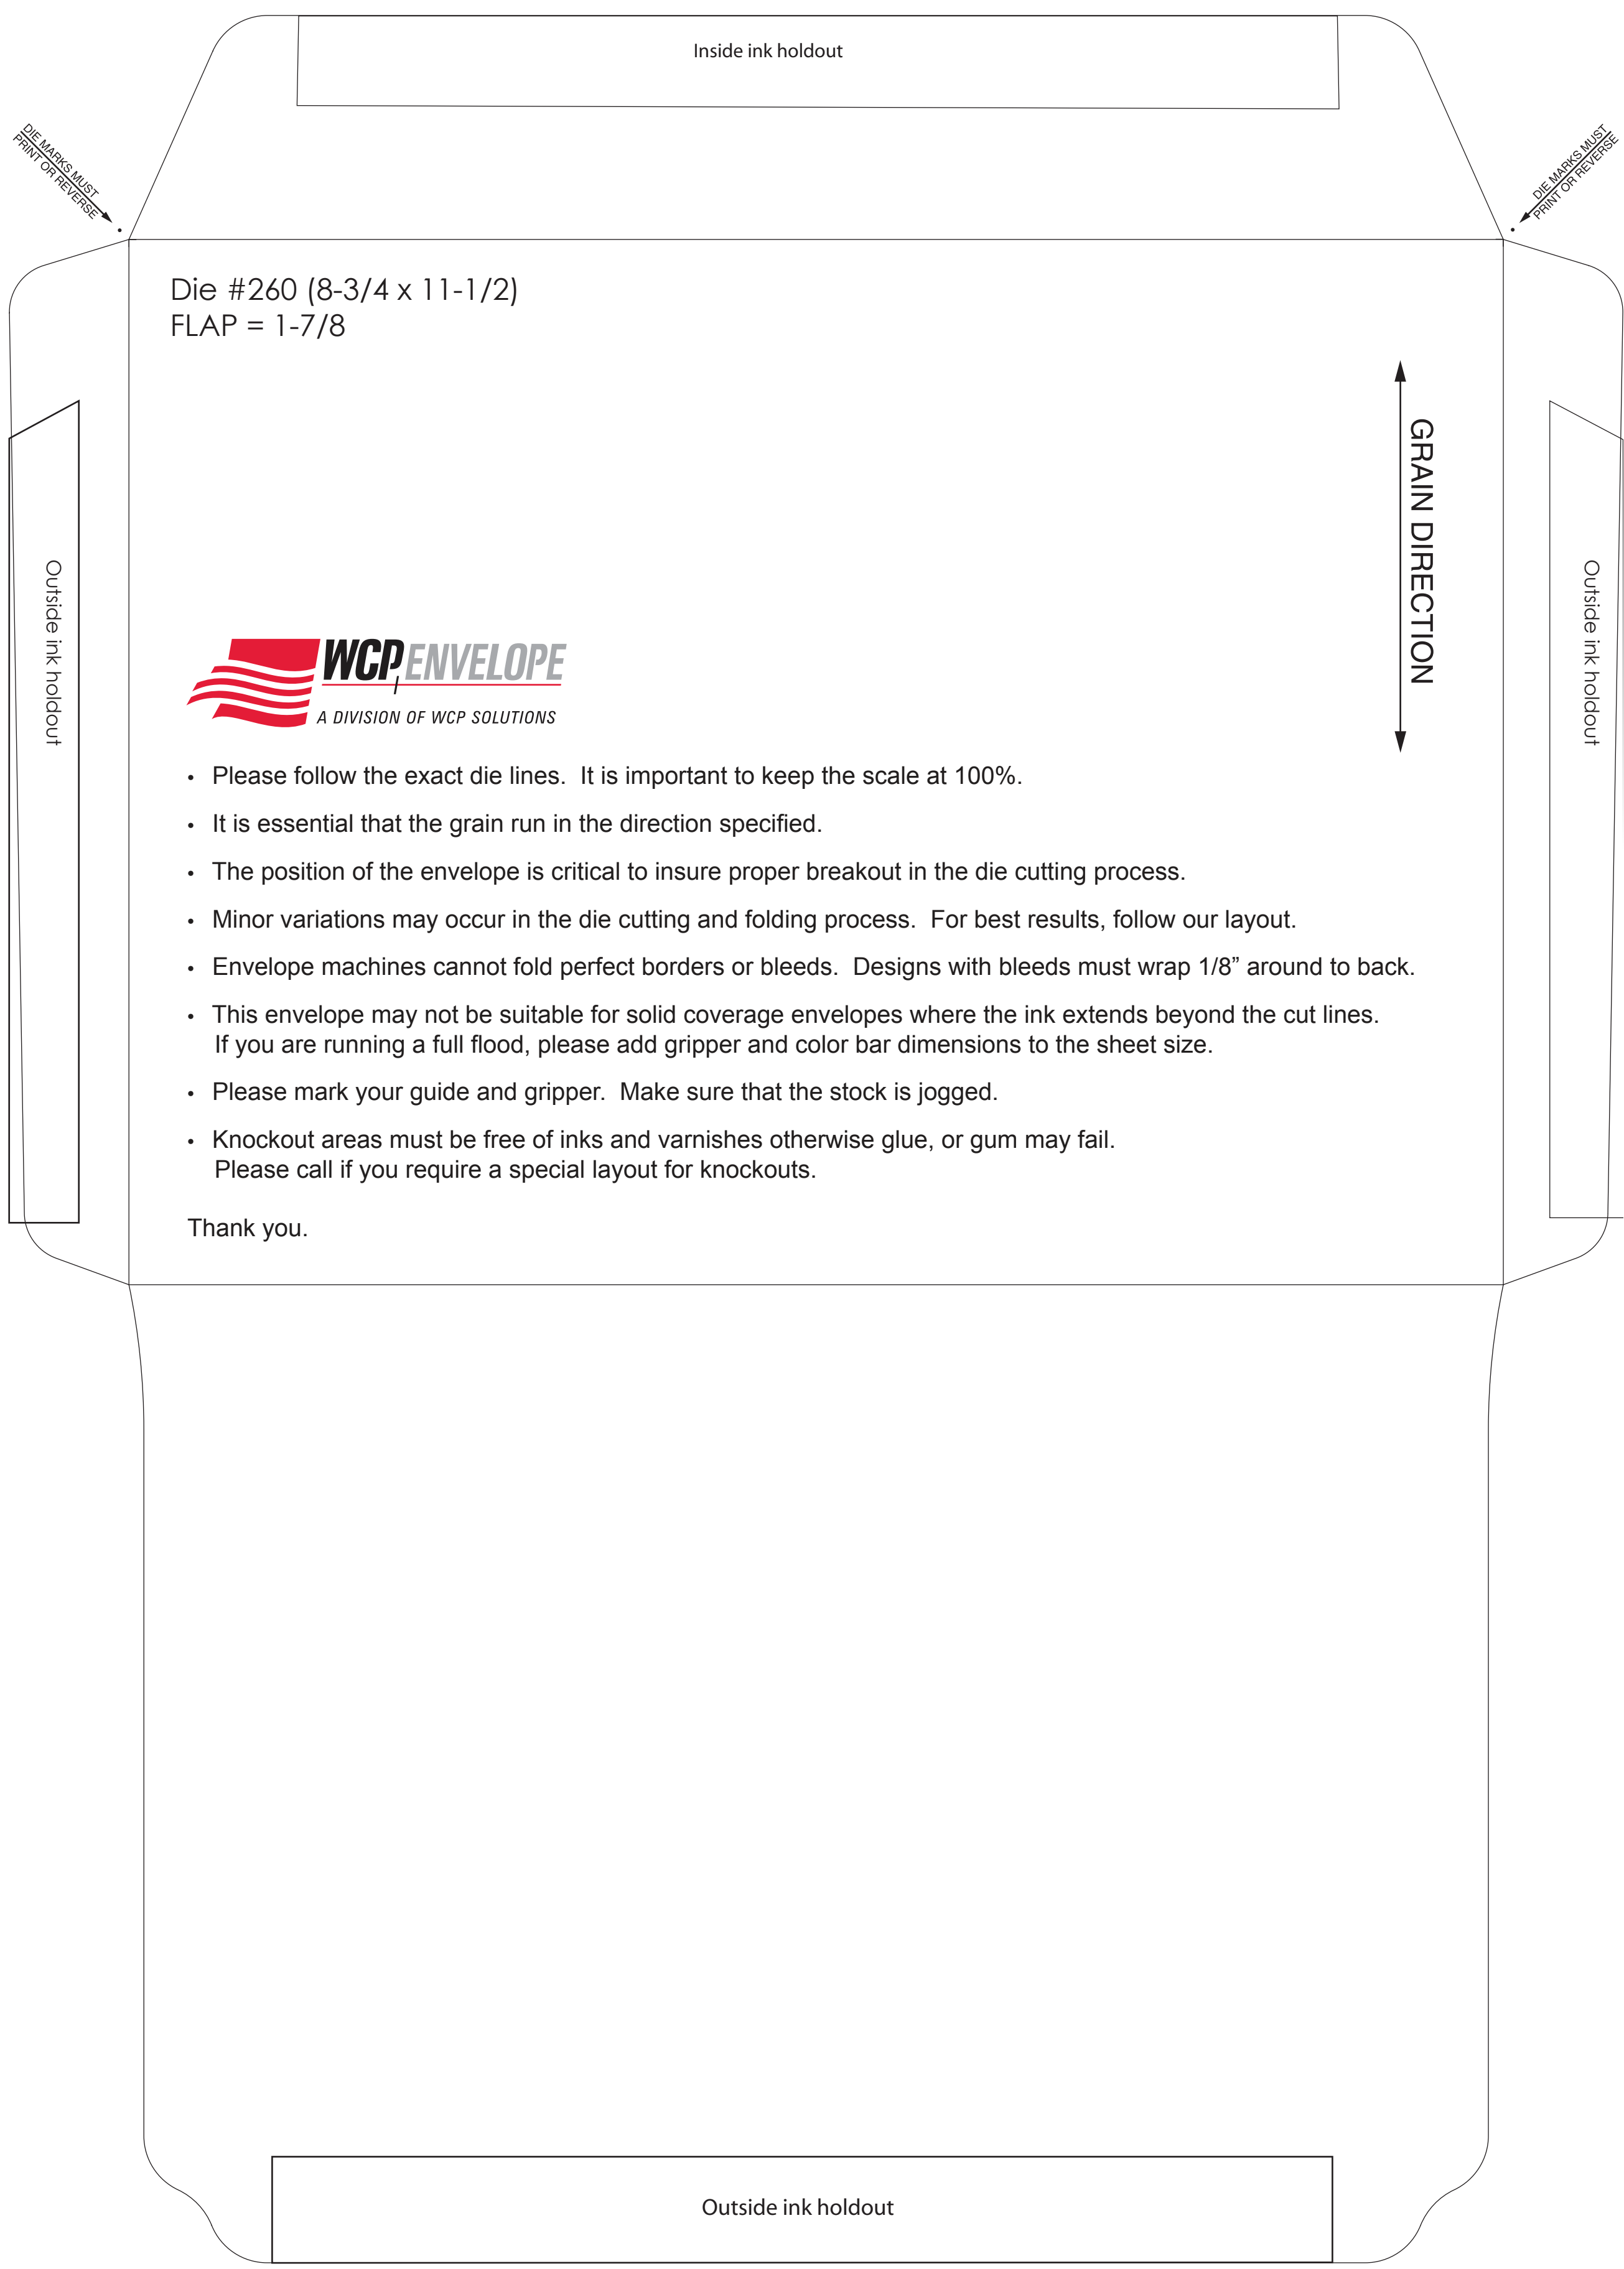 Inside ink holdout
DIE MARKS MUST
PRINT OR REVERSE
DIE MARKS MUST
PRINT OR REVERSE
Die #260 (8-3/4 x 11-1/2)
FLAP = 1-7/8
GRAIN DIRECTION
Outside ink holdout
Outside ink holdout
WCP ENVELOPE
A DIVISION OF WCP SOLUTIONS
• Please follow the exact die lines.  It is important to keep the scale at 100%.
• It is essential that the grain run in the direction specified.
• The position of the envelope is critical to insure proper breakout in the die cutting process.
• Minor variations may occur in the die cutting and folding process.  For best results, follow our layout.
• Envelope machines cannot fold perfect borders or bleeds.  Designs with bleeds must wrap 1/8” around to back.
• This envelope may not be suitable for solid coverage envelopes where the ink extends beyond the cut lines.
If you are running a full flood, please add gripper and color bar dimensions to the sheet size.
• Please mark your guide and gripper.  Make sure that the stock is jogged.
• Knockout areas must be free of inks and varnishes otherwise glue, or gum may fail.
Please call if you require a special layout for knockouts.
Thank you.
Outside ink holdout